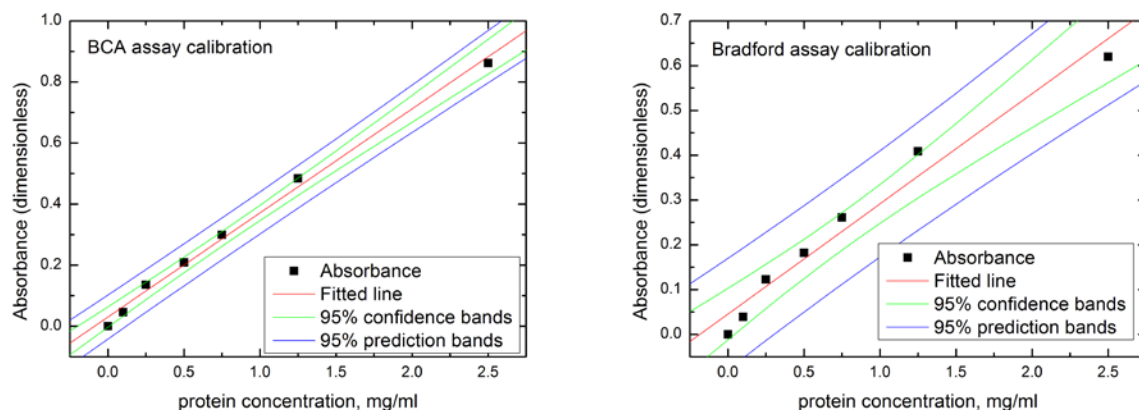 BCA assay calibration
Absorbance (dimensionless)
1.0
0.8
0.6
0.4
0.2
0.0
Absorbance
Fitted line
95% confidence bands
95% prediction bands
0.0 0.5 1.0 1.5 2.0 2.5
protein concentration, mg/ml
Bradford assay calibration
Absorbance (dimensionless)
0.7
0.6
0.5
0.4
0.3
0.2
0.1
0.0
Absorbance
Fitted line
95% confidence bands
95% prediction bands
0.0 0.5 1.0 1.5 2.0 2.5
protein concentration, mg/ml